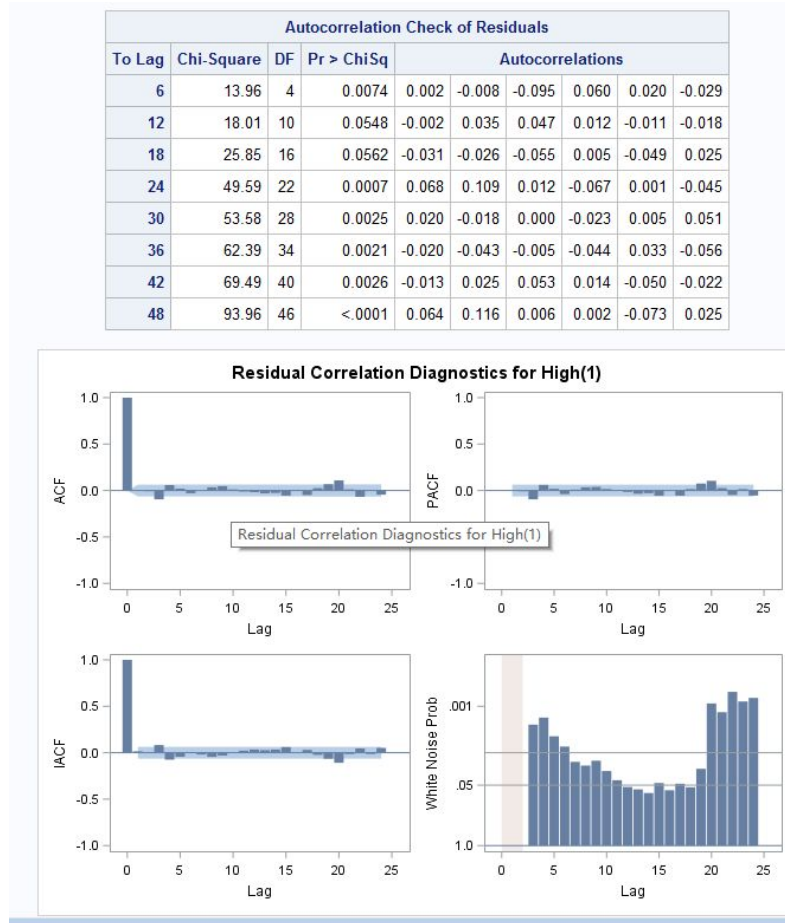 Autocorrelation Check of Residuals
To Lag Chi-Square DF Pr > ChiSq Autocorrelations
6 13.96 4 0.0074 0.002 -0.008 -0.095 0.060 0.020 -0.029
12 18.01 10 0.0548 -0.002 0.035 0.047 0.012 -0.011 -0.018
18 25.85 16 0.0562 -0.031 -0.026 -0.055 0.005 -0.049 0.025
24 49.59 22 0.0007 0.068 0.109 0.012 -0.067 0.001 -0.045
30 53.58 28 0.0025 0.020 -0.018 0.000 -0.023 0.005 0.051
36 62.39 34 0.0021 -0.020 -0.043 -0.005 -0.044 0.033 -0.056
42 69.49 40 0.0026 -0.013 0.025 0.053 0.014 -0.050 -0.022
48 93.96 46 <.0001 0.064 0.116 0.006 0.002 -0.073 0.025
Residual Correlation Diagnostics for High(1)
1.0
0.5
0.0
-0.5
-1.0
ACF
0 5 10 15 20 25
Lag
1.0
0.5
0.0
-1.0
PACF
0 5 10 15 20 25
Lag
Residual Correlation Diagnostics for High(1)
1.0
0.5
0.0
-0.5
-1.0
IACF
0 5 10 15 20 25
Lag
.001
.05
1.0
White Noise Prob
0 5 10 15 20 25
Lag